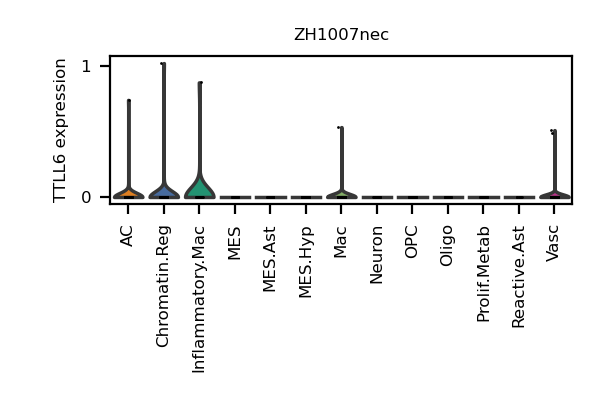 ZH1007nec
TTLL6 expression
1
0
AC
Chromatin.Reg
Inflammatory.Mac
MES
MES.Ast
MES.Hyp
Mac
Neuron
OPC
Oligo
Prolif.Metab
Reactive.Ast
Vasc